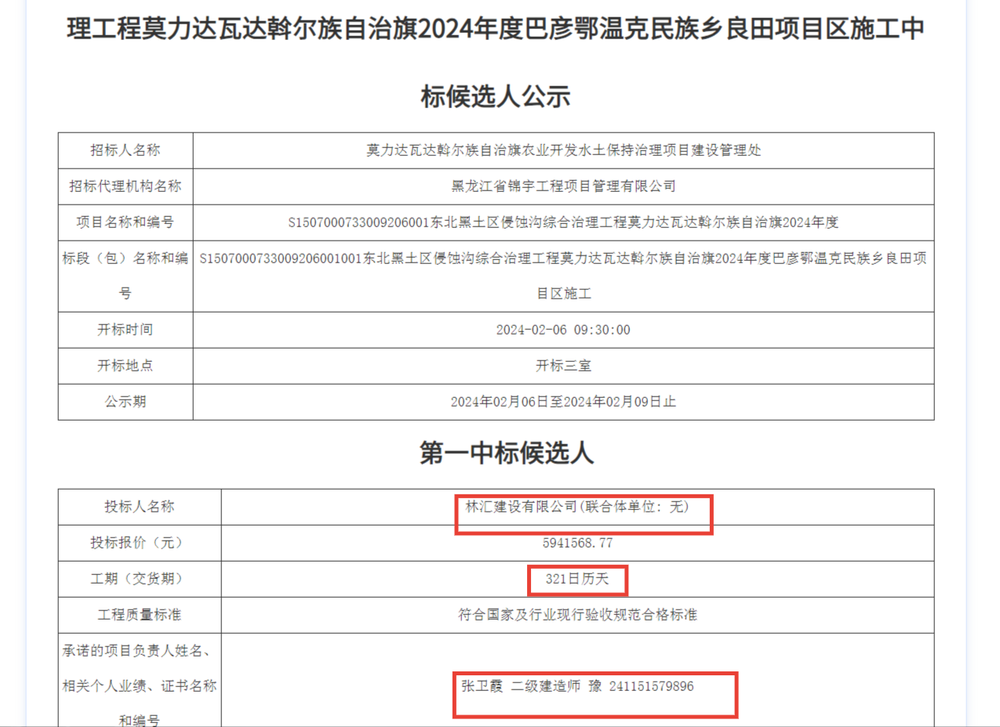 理工程莫力达瓦达斡尔族自治旗2024年度巴彦鄂温克民族乡良田项目区施工中
标候选人公示
招标人名称
莫力达瓦达斡尔族自治旗农业开发水土保持治理项目建设管理处
招标代理机构名称
黑龙江省锦宇工程项目管理有限公司
项目名称和编号
S1507000733009206001东北黑土区侵蚀沟综合治理工程莫力达瓦达斡尔族自治旗2024年度
标段（包）名称和编
号
S1507000733009206001001东北黑土区侵蚀沟综合治理工程莫力达瓦达斡尔族自治旗2024年度巴彦鄂温克民族乡良田项
目区施工
开标时间
2024-02-06 09:30:00
开标地点
开标三室
公示期
2024年02月06日至2024年02月09日止
第一中标候选人
投标人名称
林汇建设有限公司(联合体单位：无)
投标报价（元）
5941568.77
工期（交货期）
321日历天
工程质量标准
符合国家及行业现行验收规范合格标准
承诺的项目负责人姓名、
相关个人业绩、证书名称
和编号
张卫霞 二级建造师 豫 241151579896